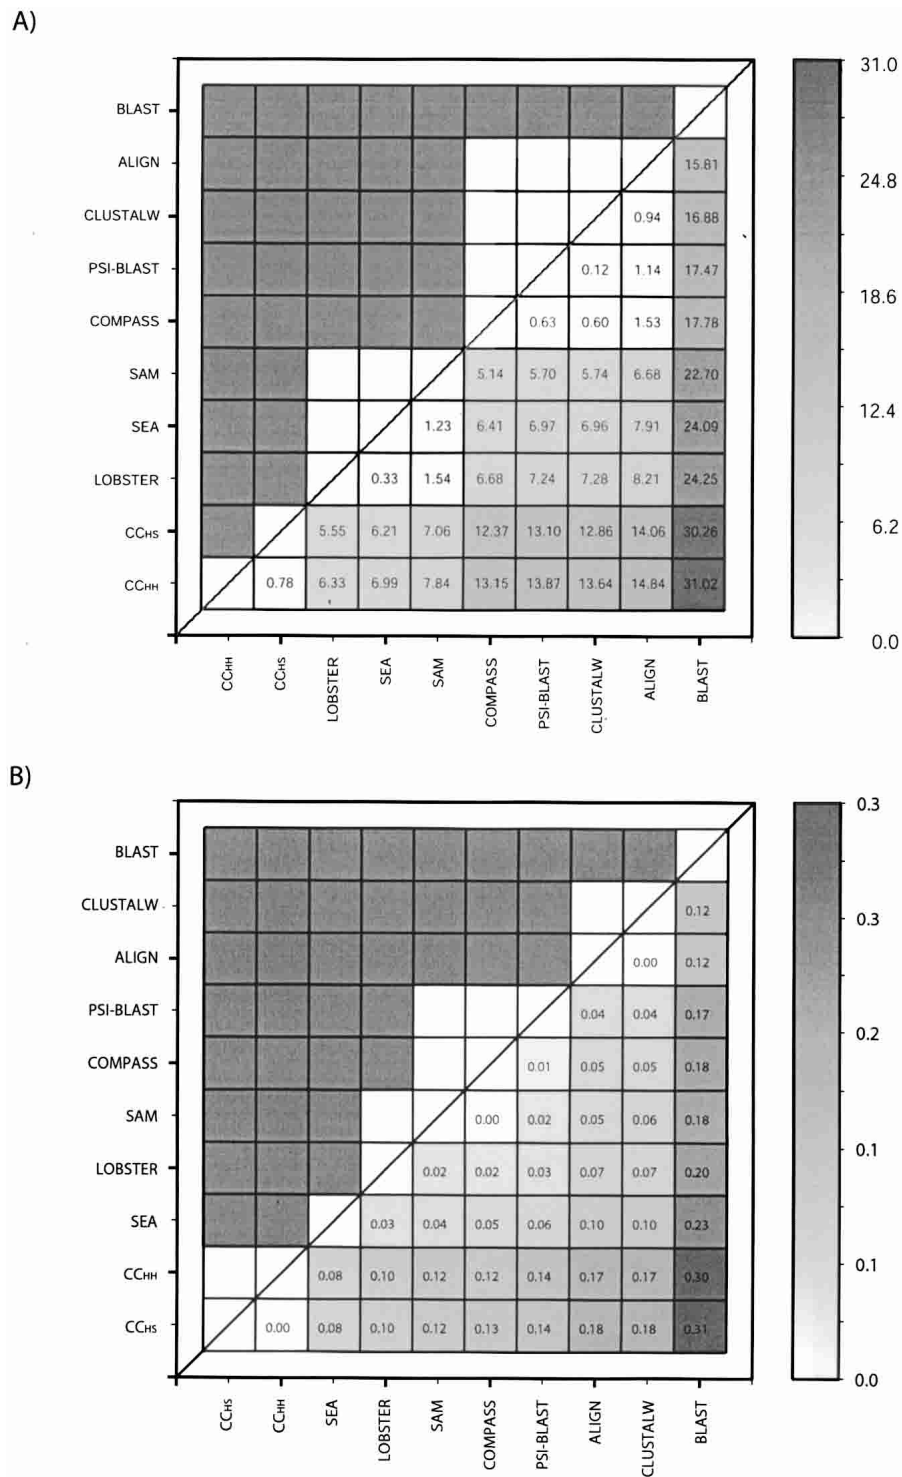 A)
31.0
BLAST
ALIGN 15.81
24.8
CLUSTALW 0.94 16.88
PSI-BLAST 0.12 1.14 17.47
18.6
COMPASS 0.63 0.60 1.53 17.78
SAM 5.14 5.70 5.74 6.68 22.70
12.4
SEA 1.23 6.41 6.97 6.96 7.91 24.09
LOBSTER 0.33 1.54 6.68 7.24 7.28 8.21 24.25
6.2
CCHS 5.55 6.21 7.06 12.37 13.10 12.86 14.06 30.26
CCHH 0.78 6.33 6.99 7.84 13.15 13.87 13.64 14.84 31.02
0.0
CCHH CCHS LOBSTER SEA SAM COMPASS PSI-BLAST CLUSTALW ALIGN BLAST
B)
0.3
BLAST
CLUSTALW 0.12
0.3
ALIGN 0.00 0.12
PSI-BLAST 0.04 0.04 0.17
0.2
COMPASS 0.01 0.05 0.05 0.18
SAM 0.00 0.02 0.05 0.06 0.18
0.1
LOBSTER 0.02 0.02 0.03 0.07 0.07 0.20
SEA 0.03 0.04 0.05 0.06 0.10 0.10 0.23
0.1
CCHH 0.08 0.10 0.12 0.12 0.14 0.17 0.17 0.30
CCHS 0.00 0.08 0.10 0.12 0.13 0.14 0.18 0.18 0.31
0.0
CCHS CCHH SEA LOBSTER SAM COMPASS PSI-BLAST ALIGN CLUSTALW BLAST